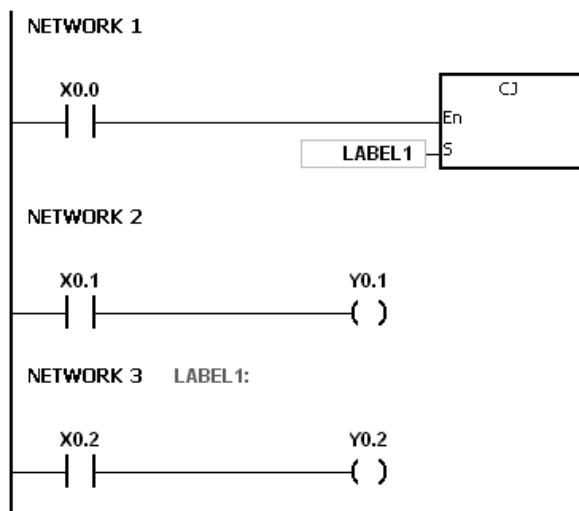 NETWORK 1
X0.0
CJ
En
LABEL1
S
NETWORK 2
X0.1 Y0.1
NETWORK 3 LABEL1:
X0.2 Y0.2